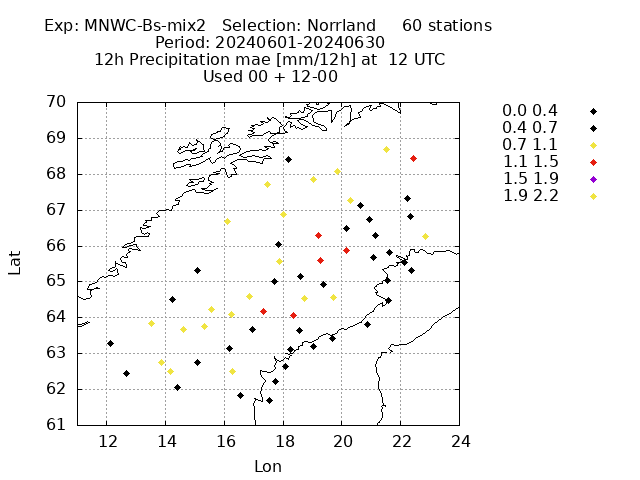 Exp: MNWC-Bs-mix2   Selection: Norrland     60 stations
Period: 20240601-20240630
12h Precipitation mae [mm/12h] at  12 UTC
Used 00 + 12-00
0.0 0.4
0.4 0.7
0.7 1.1
1.1 1.5
1.5 1.9
1.9 2.2
70
69
68
67
66
65
64
63
62
61
Lat
12 14 16 18 20 22 24
Lon